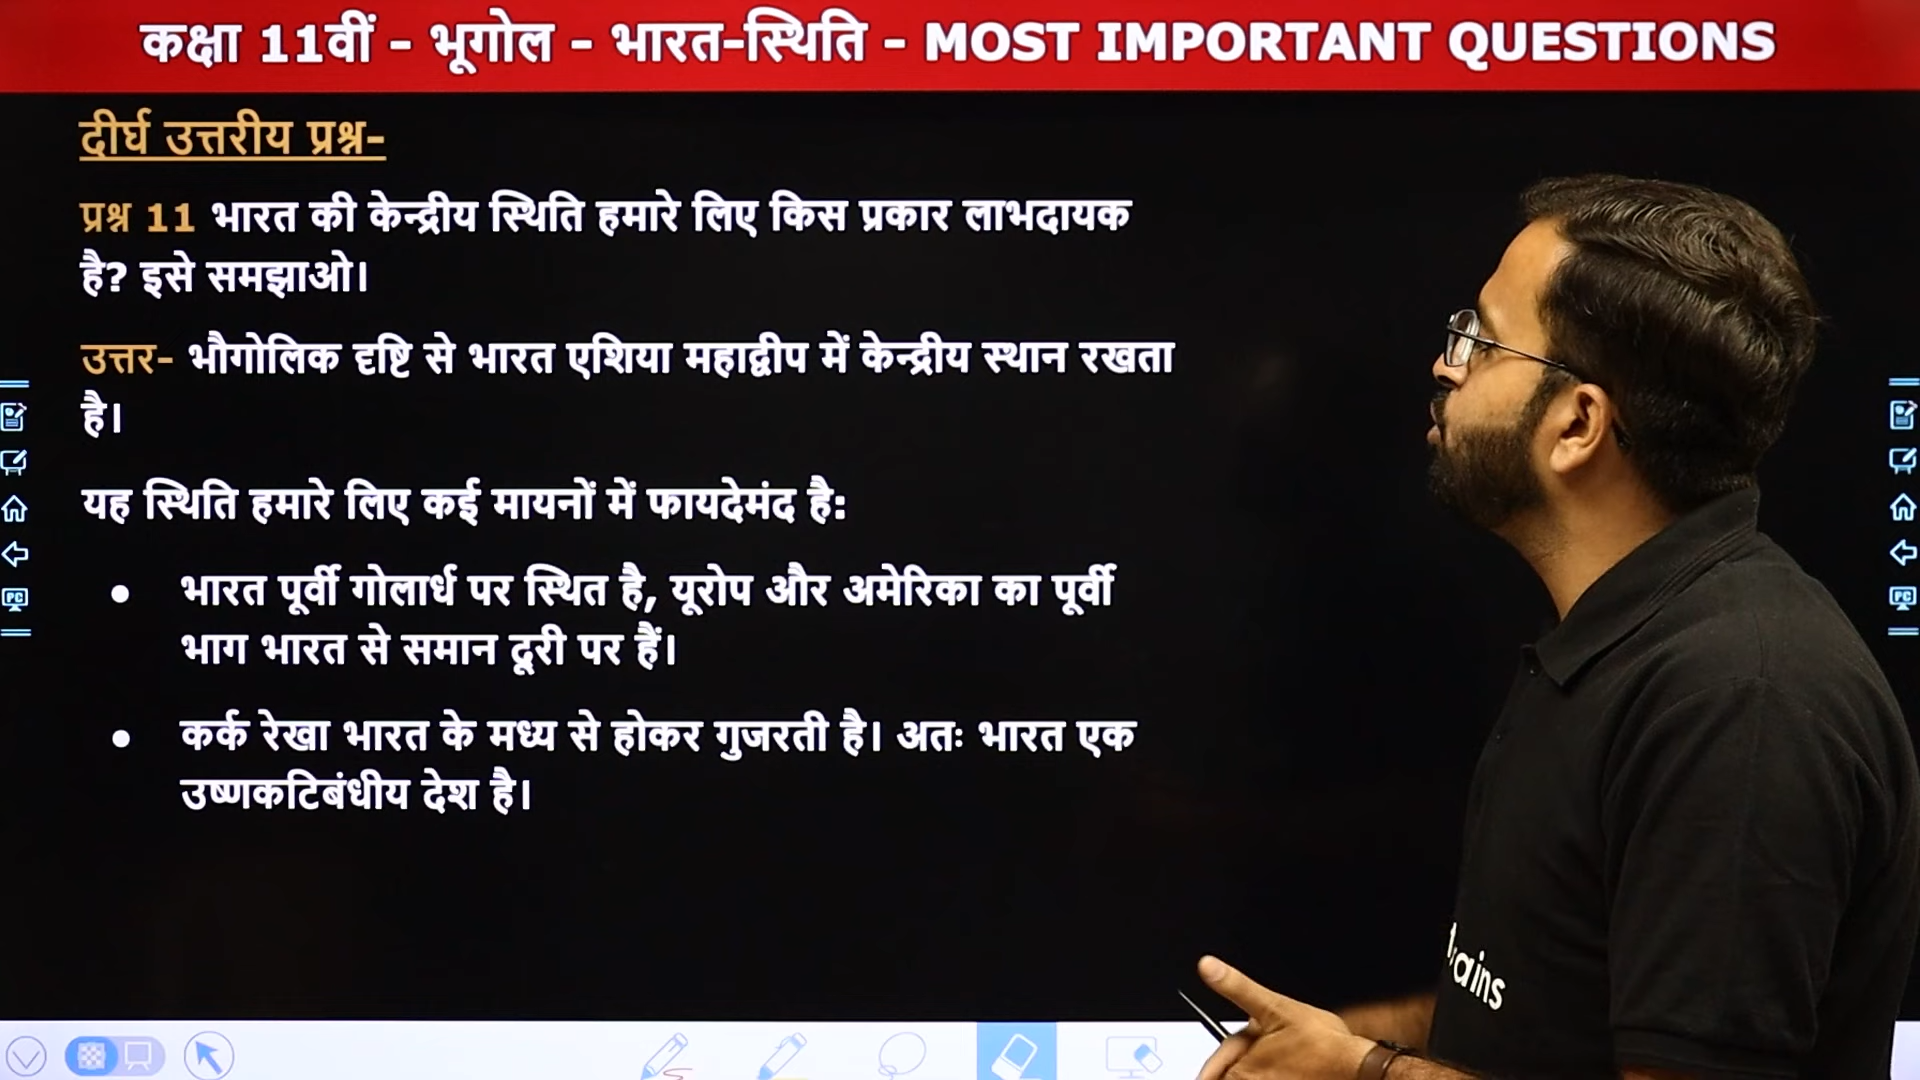 कक्षा 11वीं - भूगोल - भारत-स्थिति - MOST IMPORTANT QUESTIONS
दीर्घ उत्तरीय प्रश्न-
प्रश्न 11 भारत की केन्द्रीय स्थिति हमारे लिए किस प्रकार लाभदायक
है? इसे समझाओ।
उत्तर- भौगोलिक दृष्टि से भारत एशिया महाद्वीप में केन्द्रीय स्थान रखता
है।
यह स्थिति हमारे लिए कई मायनों में फायदेमंद है:
● भारत पूर्वी गोलार्ध पर स्थित है, यूरोप और अमेरिका का पूर्वी
भाग भारत से समान दूरी पर हैं।
● कर्क रेखा भारत के मध्य से होकर गुजरती है। अतः भारत एक
उष्णकटिबंधीय देश है।
PC
PC